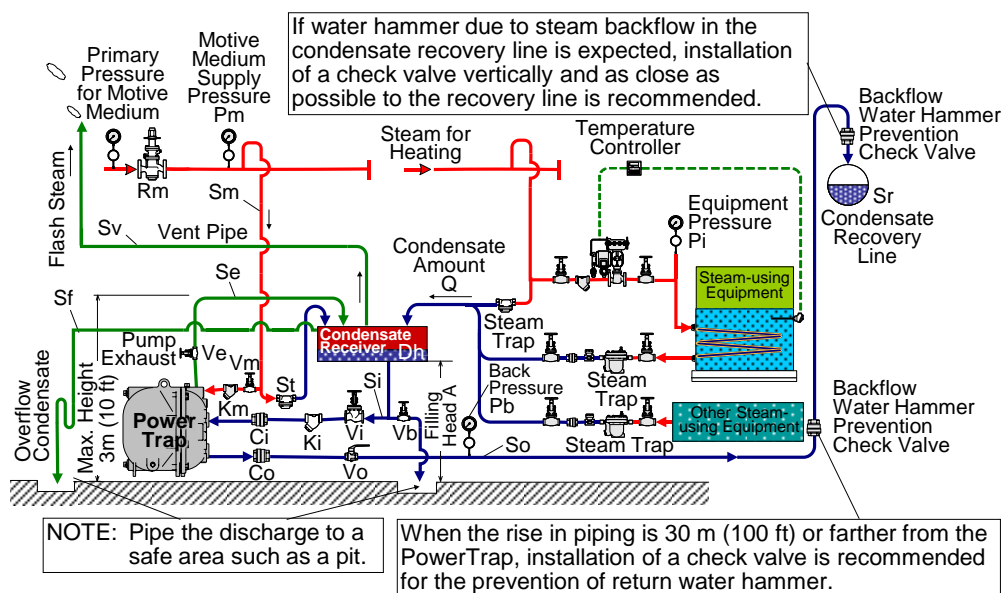 If water hammer due to steam backflow in the
condensate recovery line is expected, installation
of a check valve vertically and as close as
possible to the recovery line is recommended.
Primary
Pressure
for Motive
Medium
Motive
Medium
Supply
Pressure
Pm
Steam for
Heating
Temperature
Controller
Backflow
Water Hammer
Prevention
Check Valve
Rm
Sm
Sr
Condensate
Recovery
Line
Flash Steam
Sv
Vent Pipe
Equipment
Pressure
Pi
Condensate
Amount
Q
Steam-using
Equipment
Se
Sf
Steam
Trap
Condensate
Receiver
Dh
Pump
Exhaust
Ve
Vm
St
Si
Back
Pressure
Pb
Steam
Trap
Overflow
Condensate
Max. Height
3m (10 ft)
Power
Trap
Km
Ci
Ki
Vi
Vb
Filling
Head A
Other Steam-
using Equipment
Steam Trap
Backflow
Water Hammer
Prevention
Check Valve
Co
Vo
So
NOTE: Pipe the discharge to a
safe area such as a pit.
When the rise in piping is 30 m (100 ft) or farther from the
PowerTrap, installation of a check valve is recommended
for the prevention of return water hammer.